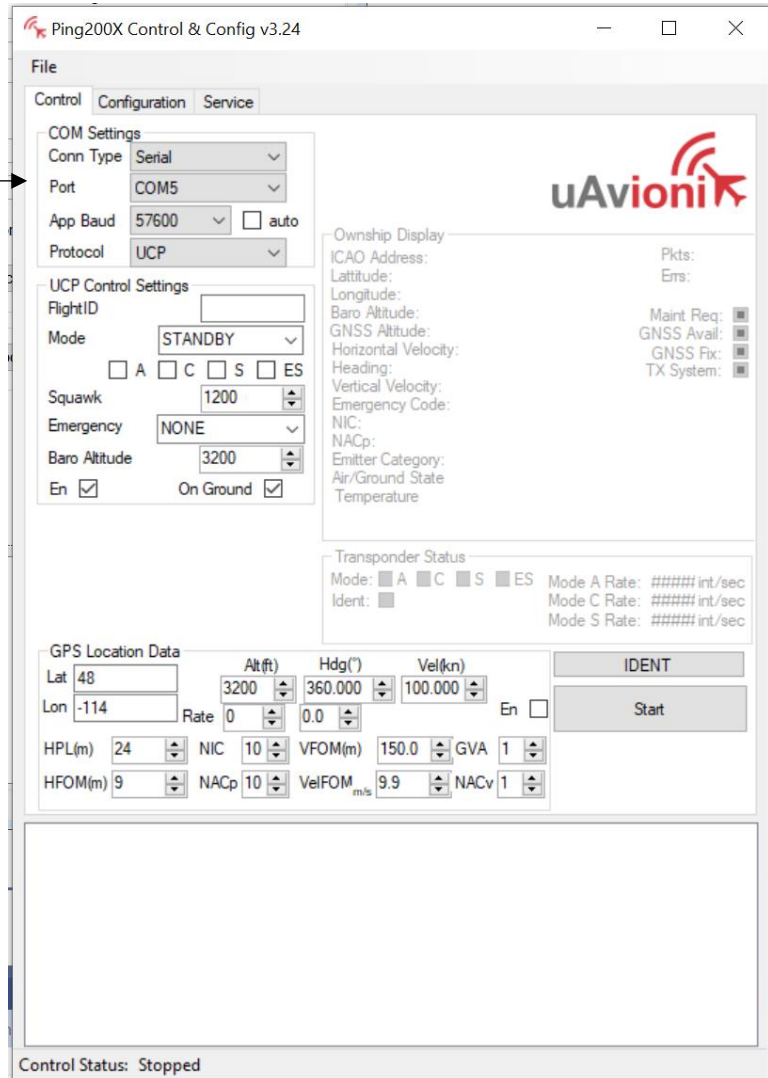 Ping200X Control & Config v3.24
File
Control Configuration Service
COM Settings
Conn Type Serial
Port COM5
App Baud 57600 auto
Protocol UCP
uAvionix
UCP Control Settings
FlightID
Mode STANDBY
A C S ES
Squawk 1200
Emergency NONE
Baro Altitude 3200
En On Ground
Ownship Display
ICAO Address: Pkts:
Lattitude: Errs:
Longitude:
Baro Altitude: Maint Req:
GNSS Altitude: GNSS Avail:
Horizontal Velocity: GNSS Fix:
Heading: TX System:
Vertical Velocity:
Emergency Code:
NIC:
NACp:
Emitter Category:
Air/Ground State
Temperature
Transponder Status
Mode: A C S ES Mode A Rate: ##### int/sec
Ident: Mode C Rate: ##### int/sec
Mode S Rate: ##### int/sec
GPS Location Data
Alt(ft) Hdg(°) Vel(kn)
Lat 48 3200 360.000 100.000
Lon -114 Rate 0 0.0 En
HPL(m) 24 NIC 10 VFOM(m) 150.0 GVA 1
HFOM(m) 9 NACp 10 VelFOM m/s 9.9 NACv 1
IDENT
Start
Control Status: Stopped